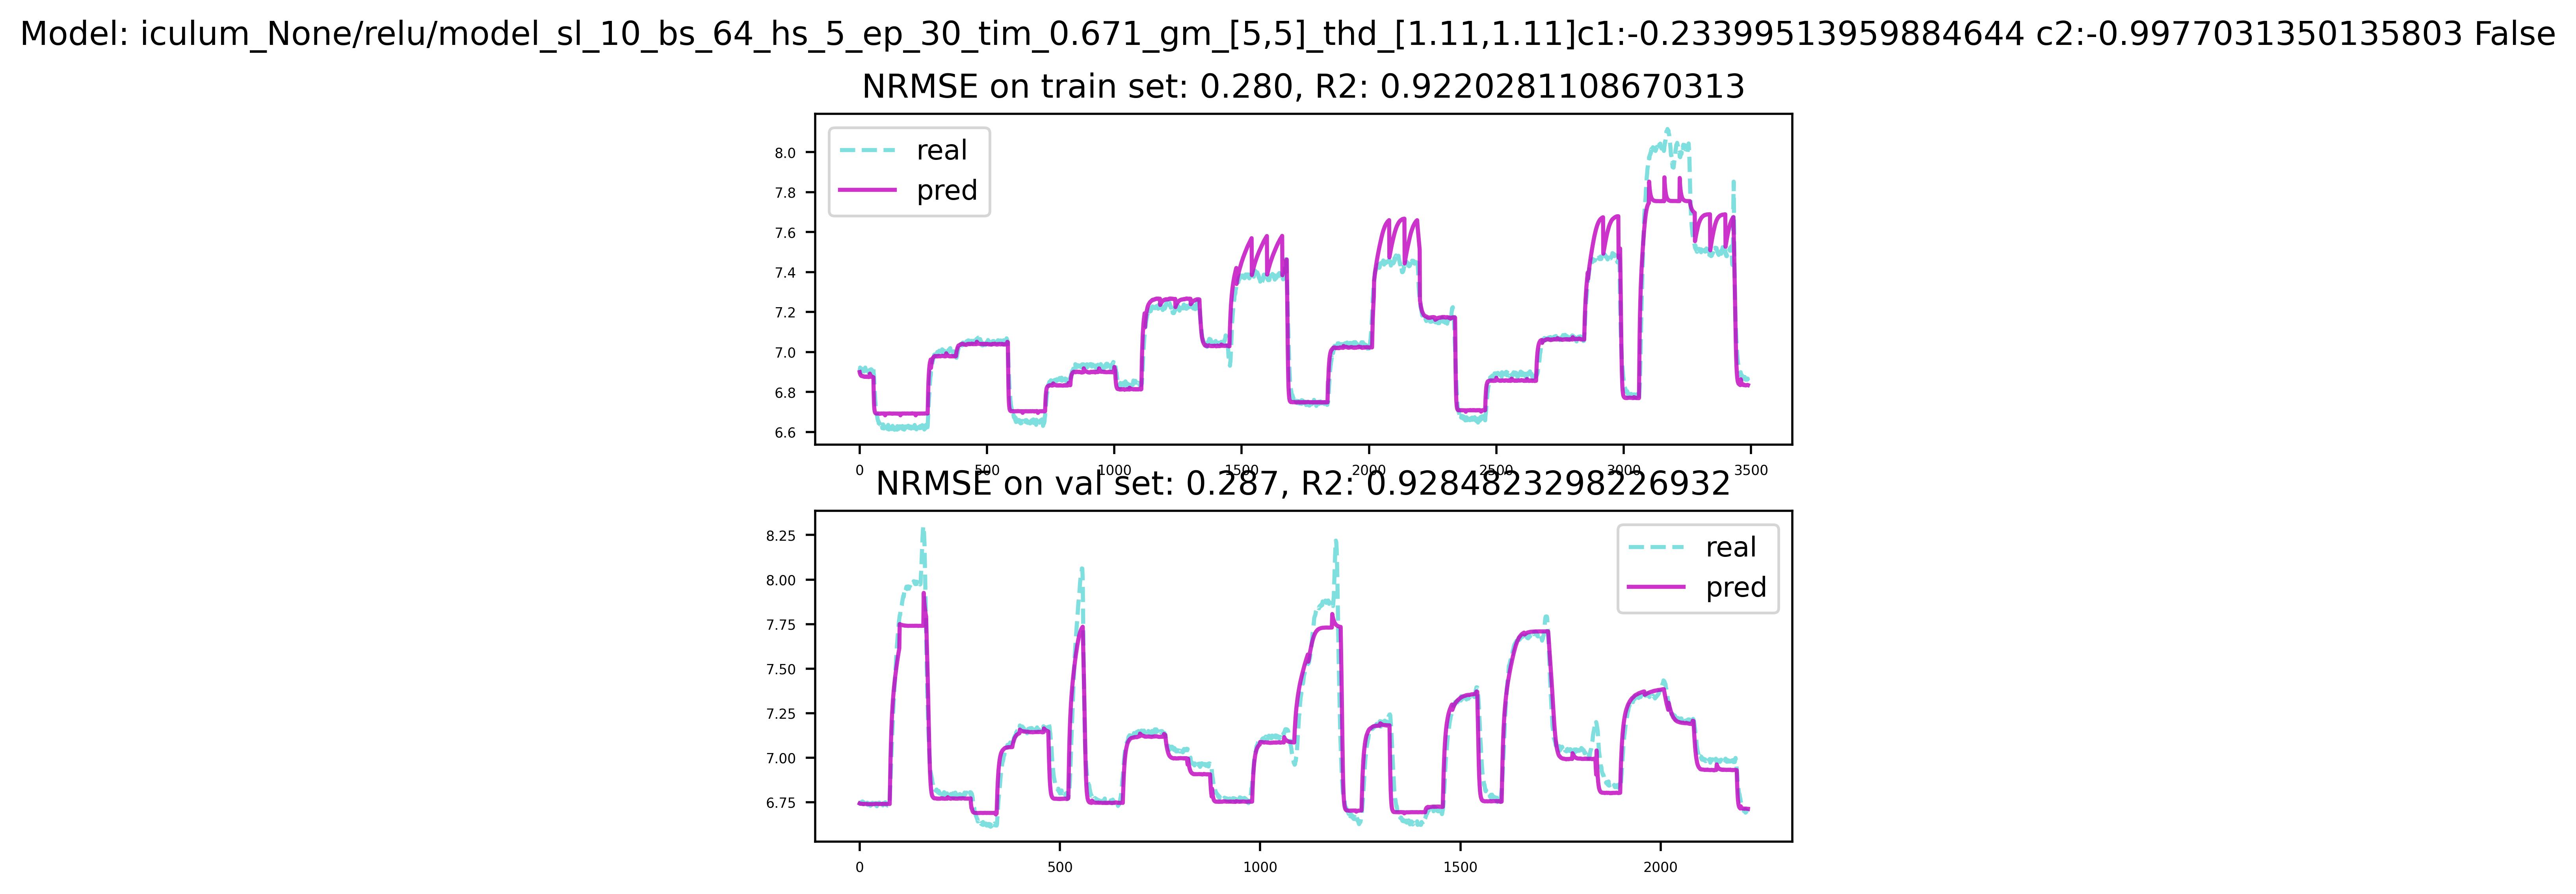 Model: iculum_None/relu/model_sl_10_bs_64_hs_5_ep_30_tim_0.671_gm_[5,5]_thd_[1.11,1.11]c1:-0.23399513959884644 c2:-0.9977031350135803 False
NRMSE on train set: 0.280, R2: 0.9220281108670313
real
pred
8.0
7.8
7.6
7.4
7.2
7.0
6.8
6.6
0 500 1000 1500 2000 2500 3000 3500
NRMSE on val set: 0.287, R2: 0.9284823298226932
real
pred
8.25
8.00
7.75
7.50
7.25
7.00
6.75
0 500 1000 1500 2000